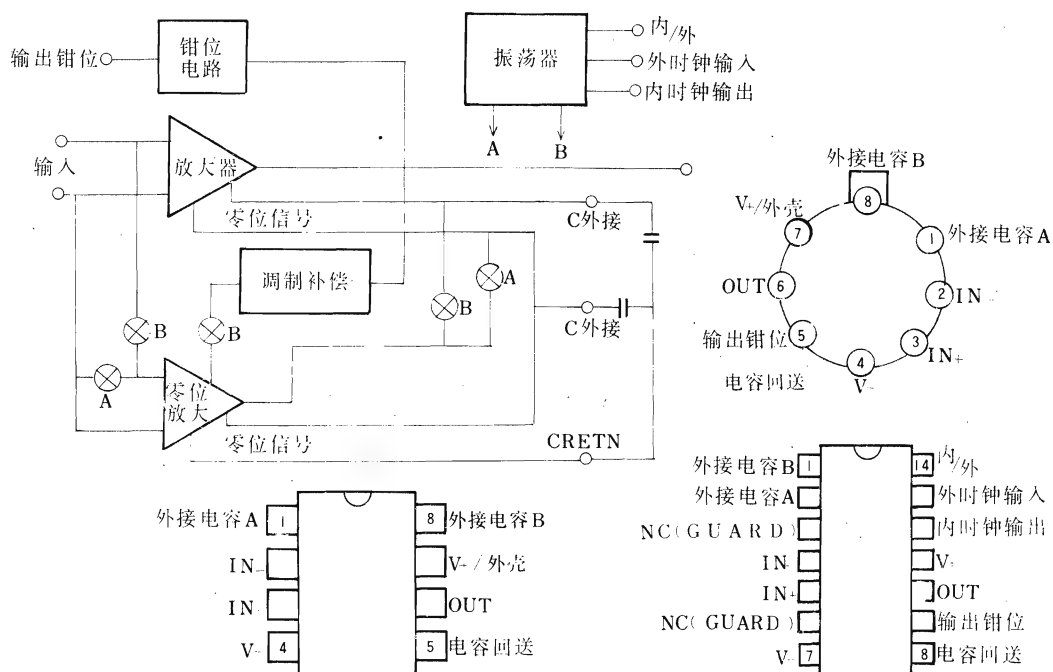 输出钳位
钳位
电路
振荡器
内/外
外时钟输入
内时钟输出
A
B
输入
放大器
零位信号
C外接
调制补偿
A
B
B
B
C外接
A
零位
放大
零位信号
CRETN
外接电容B
8
V+/外壳
7
1
外接电容A
OUT
6
2
IN
输出钳位
5
3
IN+
4
电容回送
V-
外接电容A
1
8
外接电容B
IN-
V+/外壳
IN
OUT
V-
4
5
电容回送
外接电容B
1
14
内/外
外接电容A
外时钟输入
NC(GUARD)
内时钟输出
IN-
V+
IN+
OUT
NC(GUARD)
输出钳位
V-
7
8
电容回送